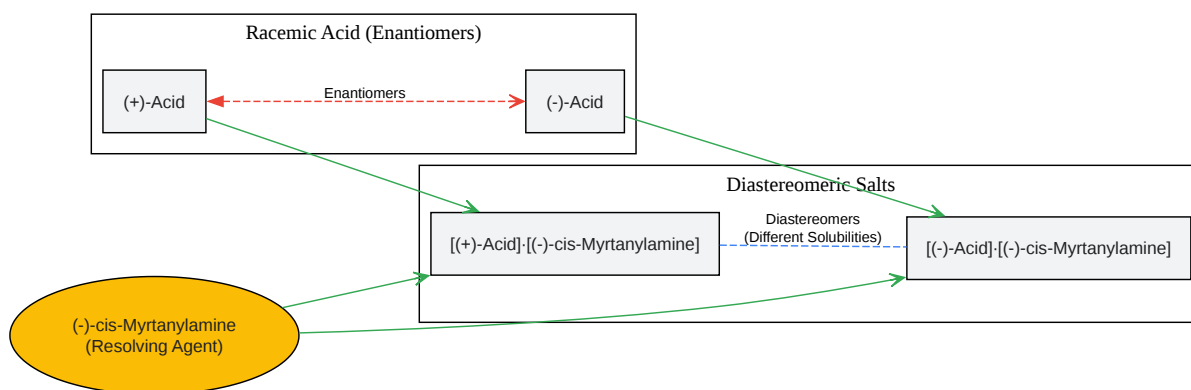 Racemic Acid (Enantiomers)
(+)-Acid
Enantiomers
(-)-Acid
Diastereomeric Salts
[(+)-Acid]·[(-)-cis-Myrtanylamine]
Diastereomers
(Different Solubilities)
[(-)-Acid]·[(-)-cis-Myrtanylamine]
(-)-cis-Myrtanylamine
(Resolving Agent)